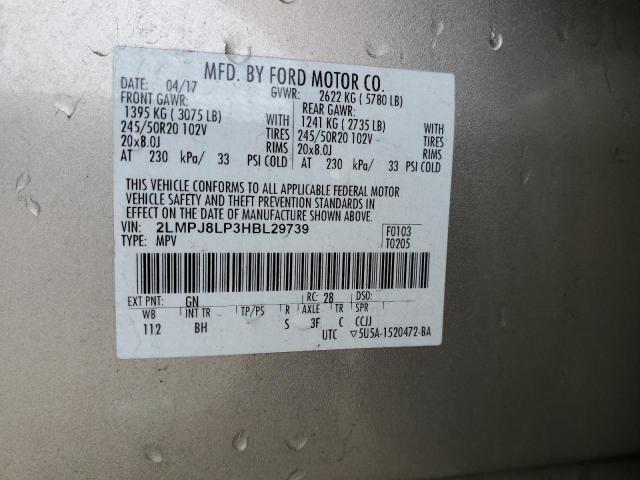 MFD. BY FORD MOTOR CO.
DATE: 04/17 GVWR: 2622 KG ( 5780 LB)
FRONT GAWR: REAR GAWR:
1395 KG ( 3075 LB) WITH 1241 KG ( 2735 LB) WITH
245/50R20 102V TIRES 245/50R20 102V TIRES
20x8.0J RIMS 20x8.0J RIMS
AT 230 kPa/ 33 PSI COLD AT 230 kPa/ 33 PSI COLD
THIS VEHICLE CONFORMS TO ALL APPLICABLE FEDERAL MOTOR
VEHICLE SAFETY AND THEFT PREVENTION STANDARDS IN
EFFECT ON THE DATE OF MANUFACTURE SHOWN ABOVE.
VIN: 2LMPJ8LP3HBL29739 F0103
TYPE: MPV T0205
EXT PNT: GN RC: 28 DSO:
WB INT TR TP/PS R AXLE TR SPR
112 BH S 3F C CCJJ
UTC ▽5U5A-1520472-BA